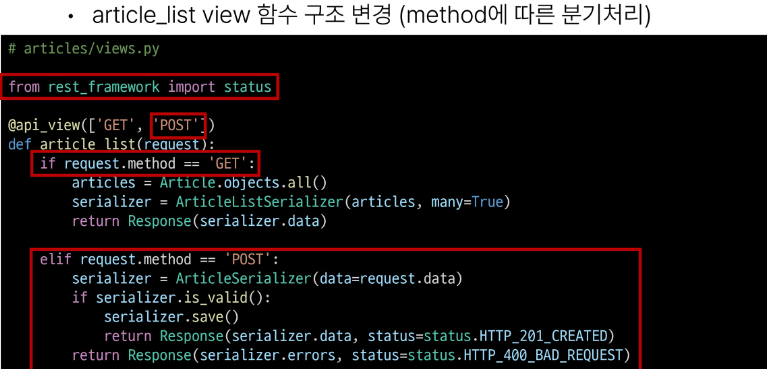 • article_list view 함수 구조 변경 (method에 따른 분기처리)
# articles/views.py
from rest_framework import status
@api_view(['GET', 'POST'])
def article_list(request):
    if request.method == 'GET':
        articles = Article.objects.all()
        serializer = ArticleListSerializer(articles, many=True)
        return Response(serializer.data)
    elif request.method == 'POST':
        serializer = ArticleSerializer(data=request.data)
        if serializer.is_valid():
            serializer.save()
            return Response(serializer.data, status=status.HTTP_201_CREATED)
        return Response(serializer.errors, status=status.HTTP_400_BAD_REQUEST)